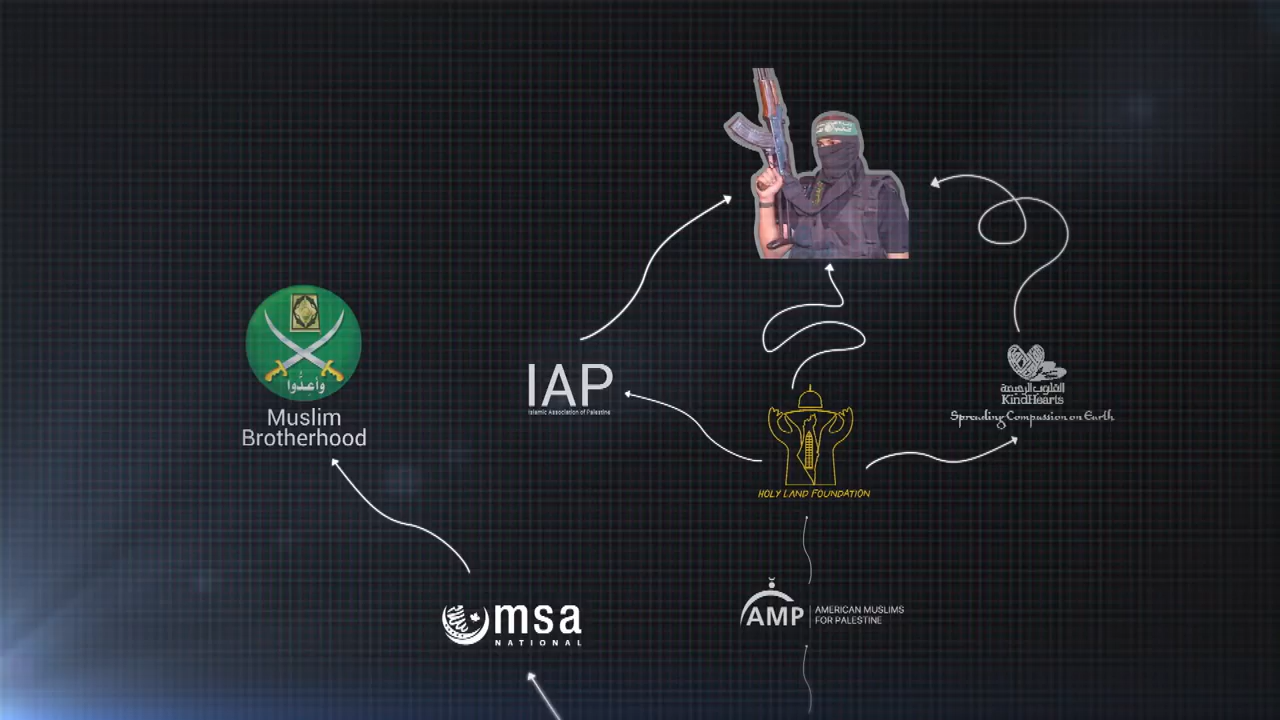 وأعدوا
Muslim
Brotherhood
IAP
Islamic Association of Palestine
القلوب الرحيمة
KindHearts
Spreading Compassion on Earth
HOLY LAND FOUNDATION
msa
NATIONAL
AMP
AMERICAN MUSLIMS
FOR PALESTINE